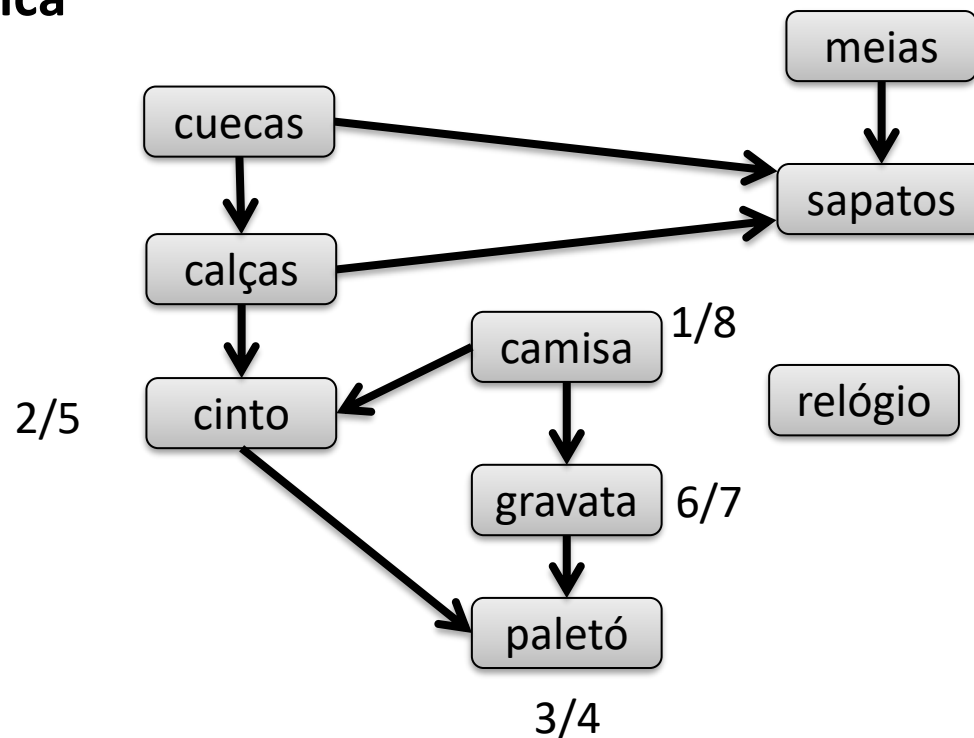 ica
meias
cuecas
sapatos
calças
1/8
camisa
relógio
cinto
2/5
gravata
6/7
paletó
3/4